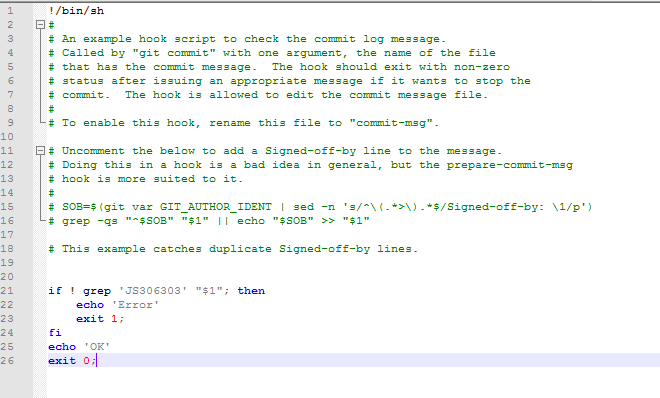 1 !/bin/sh
2 #
3 # An example hook script to check the commit log message.
4 # Called by "git commit" with one argument, the name of the file
5 # that has the commit message.  The hook should exit with non-zero
6 # status after issuing an appropriate message if it wants to stop the
7 # commit.  The hook is allowed to edit the commit message file.
8 #
9 # To enable this hook, rename this file to "commit-msg".
10
11 # Uncomment the below to add a Signed-off-by line to the message.
12 # Doing this in a hook is a bad idea in general, but the prepare-commit-msg
13 # hook is more suited to it.
14 #
15 # SOB=$(git var GIT_AUTHOR_IDENT | sed -n 's/^\(.*>\).*$/Signed-off-by: \1/p')
16 # grep -qs "^$SOB" "$1" || echo "$SOB" >> "$1"
17
18 # This example catches duplicate Signed-off-by lines.
19
20
21 if ! grep 'JS306303' "$1"; then
22     echo 'Error'
23     exit 1;
24 fi
25 echo 'OK'
26 exit 0;